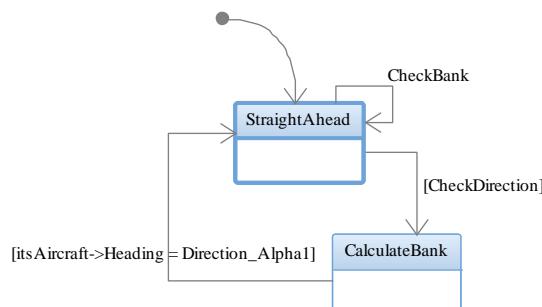 CheckBank
StraightAhead
[CheckDirection]
[itsAircraft->Heading = Direction_Alpha1]
CalculateBank